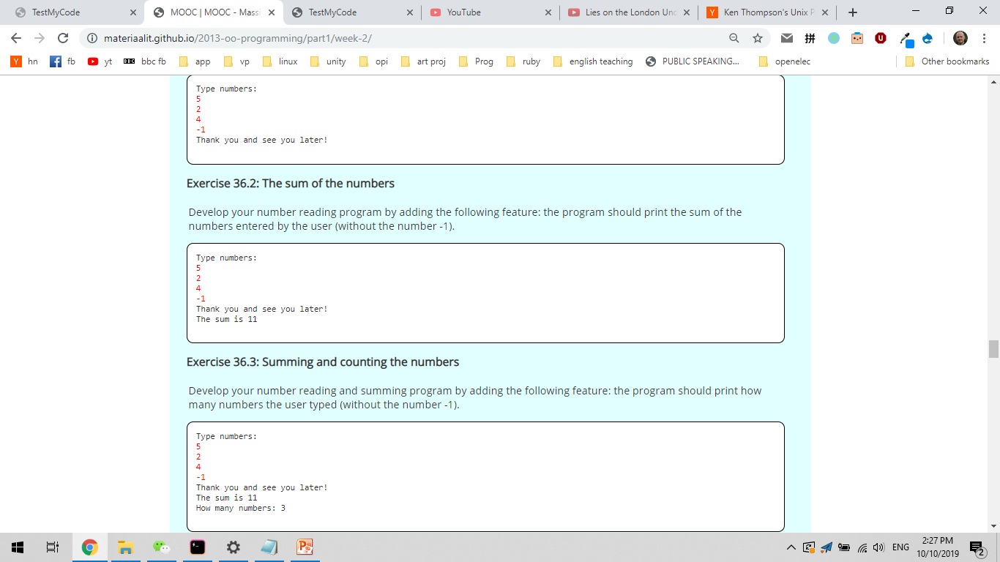 TestMyCode
MOOC | MOOC - Massi
TestMyCode
YouTube
Lies on the London Unc
Ken Thompson's Unix P
materiaalit.github.io/2013-oo-programming/part1/week-2/
hn
fb
yt
BBC
bbc fb
app
vp
linux
unity
opi
art proj
Prog
ruby
english teaching
PUBLIC SPEAKING...
openelec
Other bookmarks
Type numbers:
5
2
4
-1
Thank you and see you later!
Exercise 36.2: The sum of the numbers
Develop your number reading program by adding the following feature: the program should print the sum of the
numbers entered by the user (without the number -1).
Type numbers:
5
2
4
-1
Thank you and see you later!
The sum is 11
Exercise 36.3: Summing and counting the numbers
Develop your number reading and summing program by adding the following feature: the program should print how
many numbers the user typed (without the number -1).
Type numbers:
5
2
4
-1
Thank you and see you later!
The sum is 11
How many numbers: 3
ENG
2:27 PM
10/10/2019
2